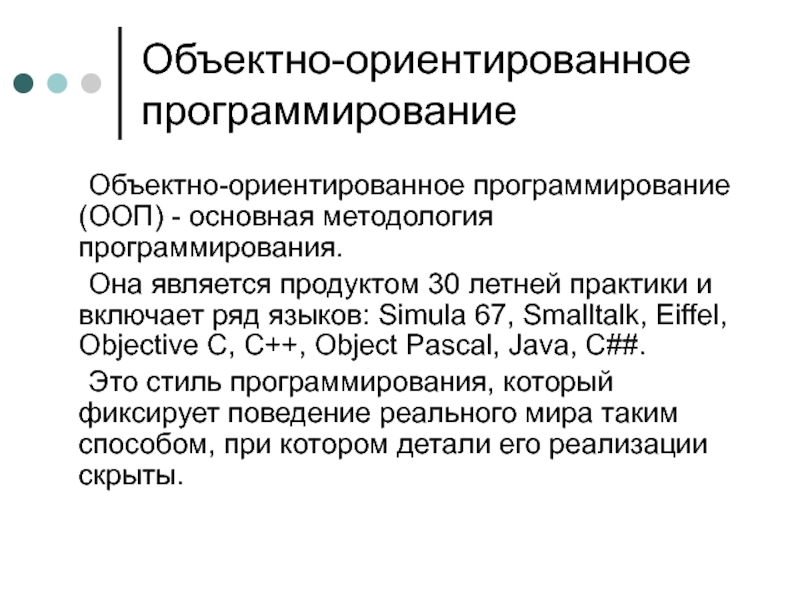 Объектно-ориентированное
программирование
Объектно-ориентированное программирование
(ООП) - основная методология
программирования.
Она является продуктом 30 летней практики и
включает ряд языков: Simula 67, Smalltalk, Eiffel,
Objective C, C++, Object Pascal, Java, C##.
Это стиль программирования, который
фиксирует поведение реального мира таким
способом, при котором детали его реализации
скрыты.